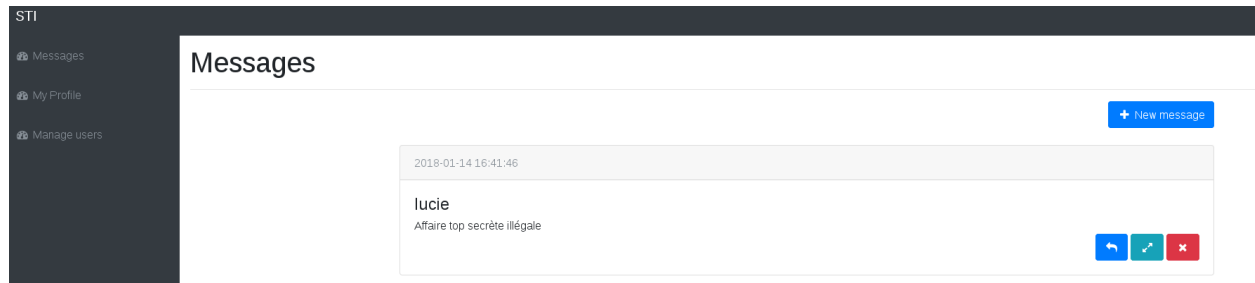 STI
Messages
My Profile
Manage users
Messages
New message
2018-01-14 16:41:46
lucie
Affaire top secrète illégale